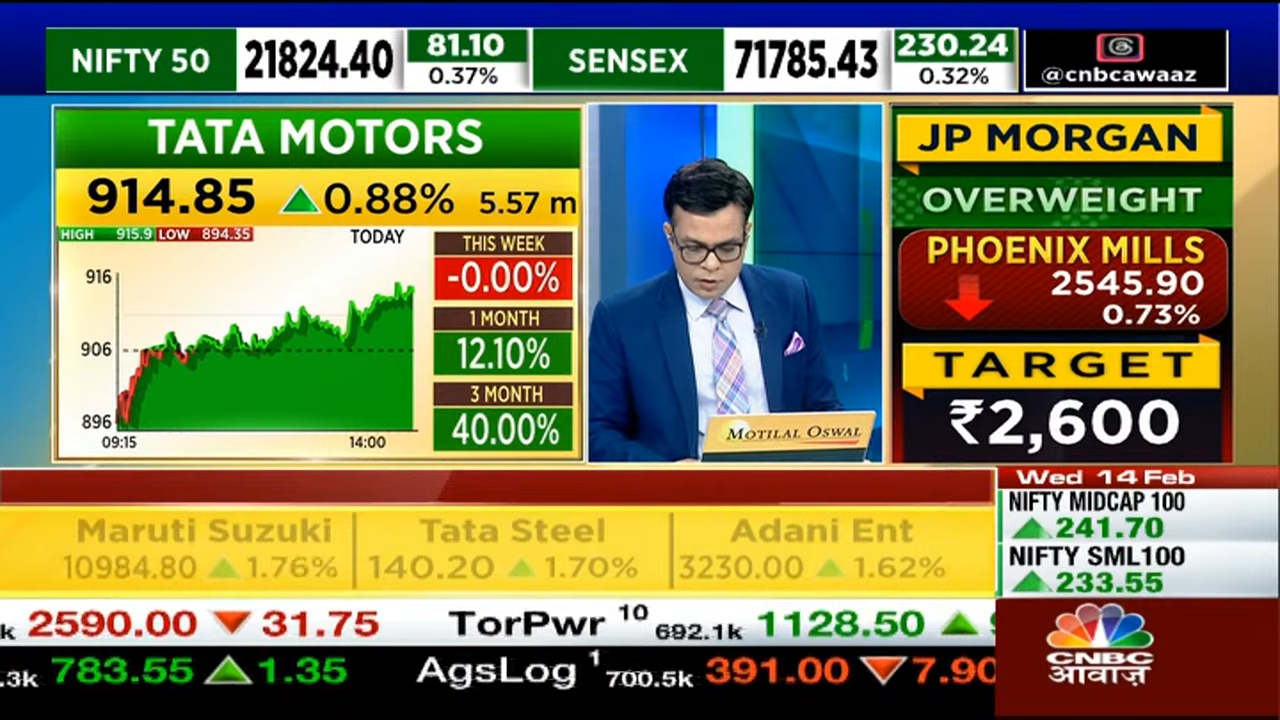 NIFTY 50 21824.40 81.10 0.37% SENSEX 71785.43 230.24 0.32%
@cnbcawaaz
TATA MOTORS
914.85 0.88% 5.57 m
HIGH 915.9 LOW 894.35
TODAY
916
906
896
09:15 14:00
THIS WEEK
-0.00%
1 MONTH
12.10%
3 MONTH
40.00%
MOTILAL OSWAL
JP MORGAN
OVERWEIGHT
PHOENIX MILLS
2545.90
0.73%
TARGET
₹2,600
Maruti Suzuki Tata Steel Adani Ent
10984.80 1.76% 140.20 1.70% 3230.00 1.62%
Wed 14 Feb
NIFTY MIDCAP 100
241.70
NIFTY SML100
233.55
k 2590.00 31.75 TorPwr 10 692.1k 1128.50
.3k 783.55 1.35 AgsLog 1 700.5k 391.00 7.90
CNBC
आवाज़